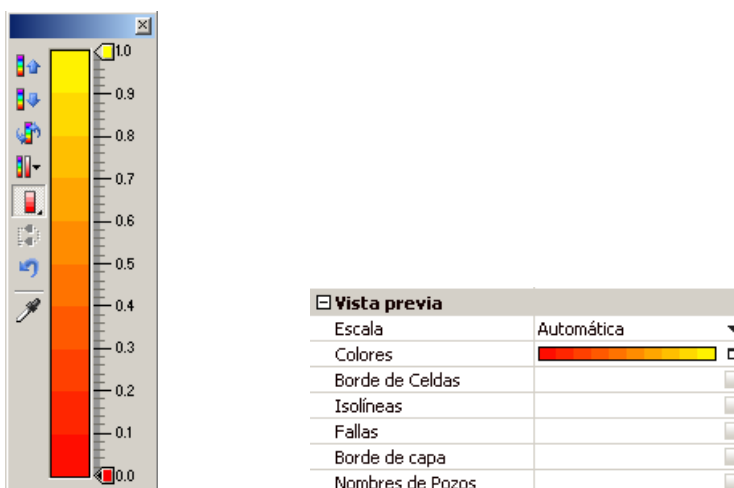 1.0
0.9
0.8
0.7
0.6
0.5
0.4
0.3
0.2
0.1
0.0
Vista previa
Escala Automática
Colores
Borde de Celdas
Isolíneas
Fallas
Borde de capa
Nombres de Pozos